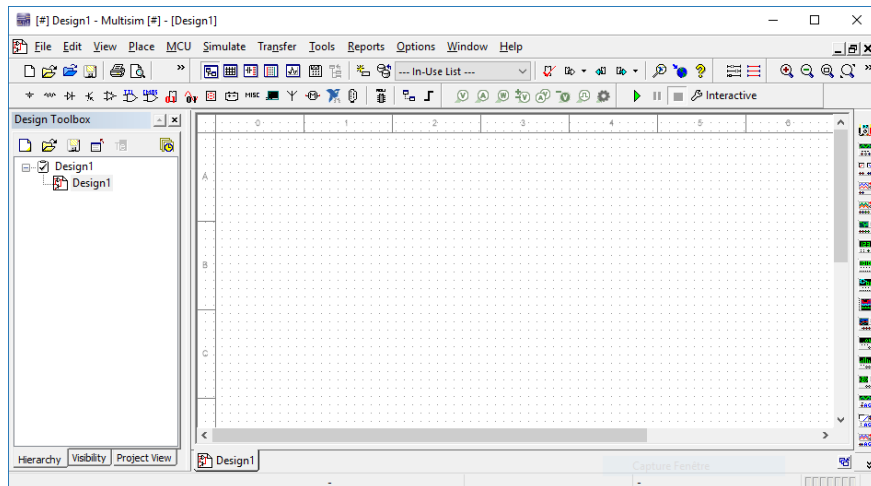 [#] Design1 - Multisim [#] - [Design1]
File Edit View Place MCU Simulate Transfer Tools Reports Options Window Help
--- In-Use List ---
MISC
Interactive
Design Toolbox
0 1 2 3 4 5 6
Design1
Design1
A
B
C
Hierarchy Visibility Project View
Design1
Capture Fenêtre
- -